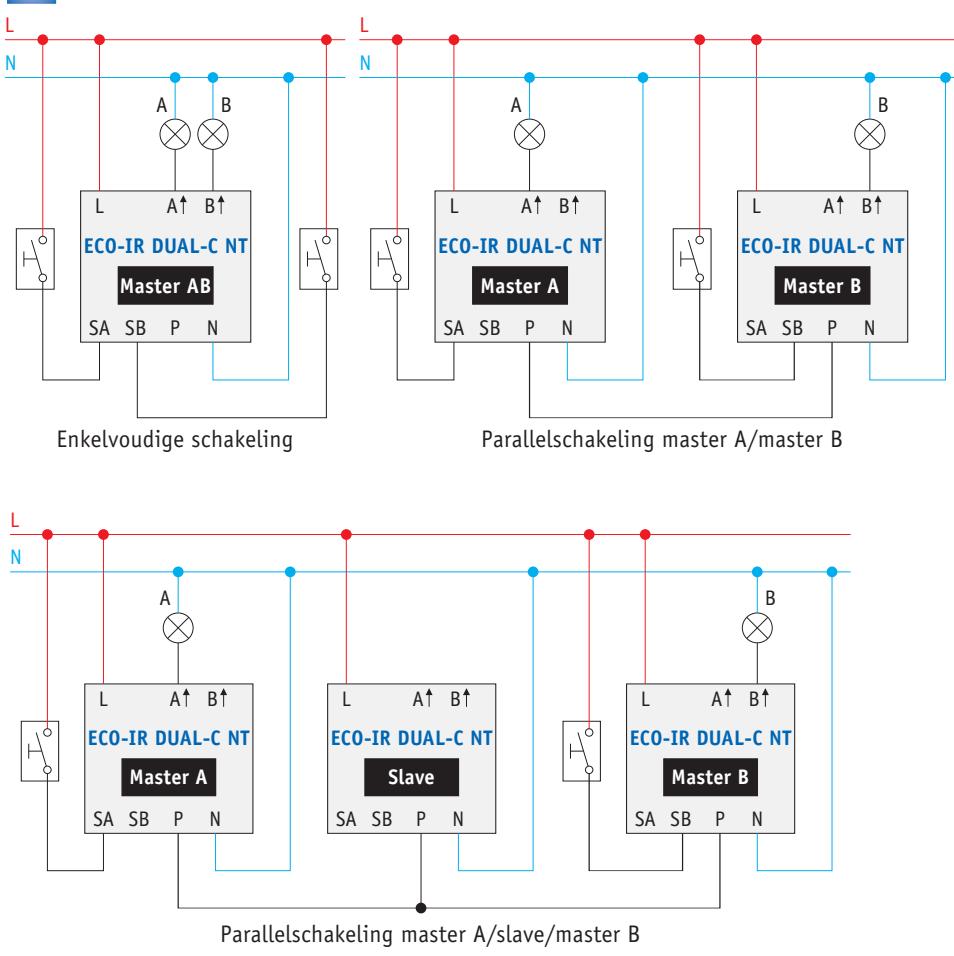 L
L
N
N
A
B
A
B
L A↑ B↑
L A↑ B↑
L A↑ B↑
ECO-IR DUAL-C NT
ECO-IR DUAL-C NT
ECO-IR DUAL-C NT
Master AB
Master A
Master B
SA SB P N
SA SB P N
SA SB P N
Enkelvoudige schakeling
Parallelschakeling master A/master B
L
N
A
B
L A↑ B↑
L A↑ B↑
L A↑ B↑
ECO-IR DUAL-C NT
ECO-IR DUAL-C NT
ECO-IR DUAL-C NT
Master A
Slave
Master B
SA SB P N
SA SB P N
SA SB P N
Parallelschakeling master A/slave/master B